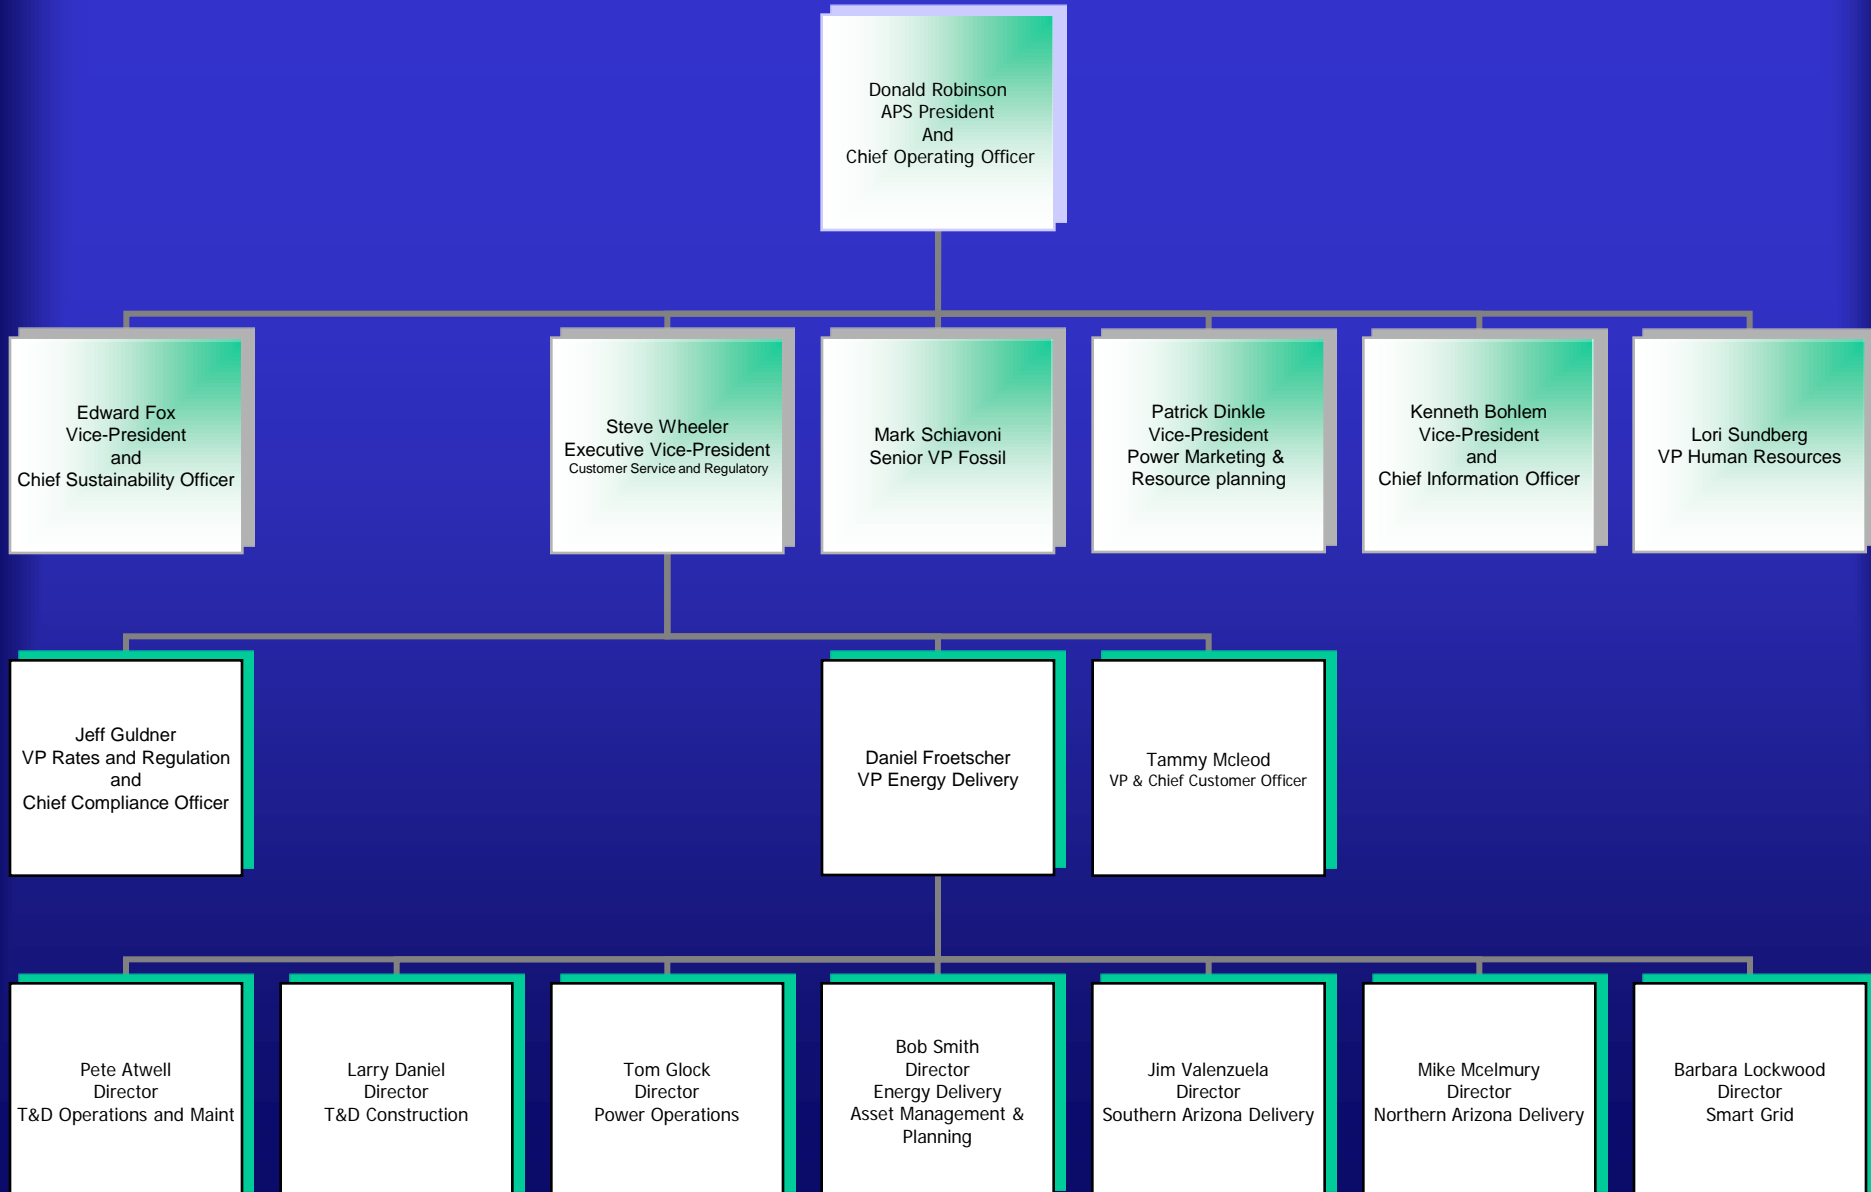 Donald Robinson
APS President
And
Chief Operating Officer
Edward Fox
Vice-President
and
Chief Sustainability Officer
Steve Wheeler
Executive Vice-President
Customer Service and Regulatory
Mark Schiavoni
Senior VP Fossil
Patrick Dinkle
Vice-President
Power Marketing &
Resource planning
Kenneth Bohlem
Vice-President
and
Chief Information Officer
Lori Sundberg
VP Human Resources
Jeff Guldner
VP Rates and Regulation
and
Chief Compliance Officer
Daniel Froetscher
VP Energy Delivery
Tammy Mcleod
VP & Chief Customer Officer
Pete Atwell
Director
T&D Operations and Maint
Larry Daniel
Director
T&D Construction
Tom Glock
Director
Power Operations
Bob Smith
Director
Energy Delivery
Asset Management &
Planning
Jim Valenzuela
Director
Southern Arizona Delivery
Mike Mcelmury
Director
Northern Arizona Delivery
Barbara Lockwood
Director
Smart Grid